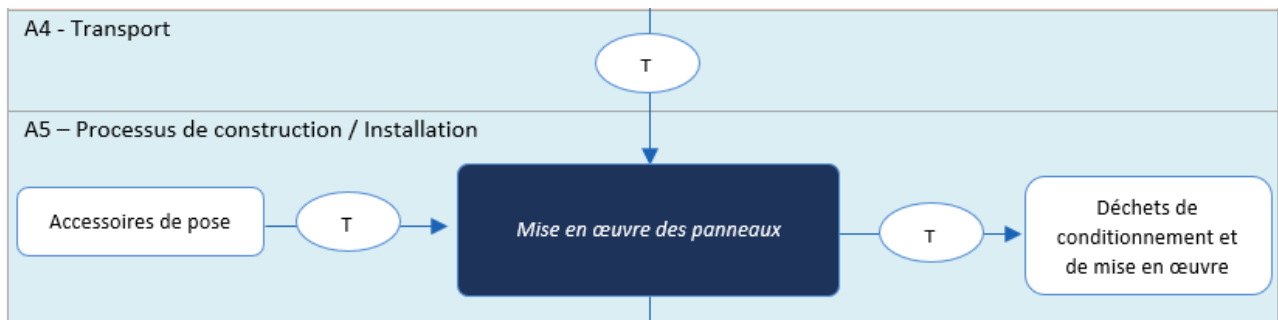 A4 - Transport
T
A5 – Processus de construction / Installation
Accessoires de pose
T
Mise en œuvre des panneaux
T
Déchets de
conditionnement et
de mise en œuvre